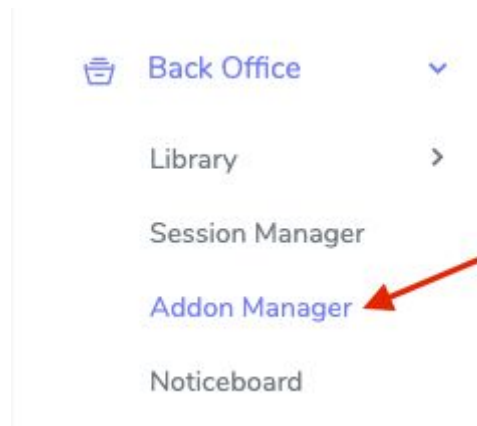 Back Office
Library
Session Manager
Addon Manager
Noticeboard